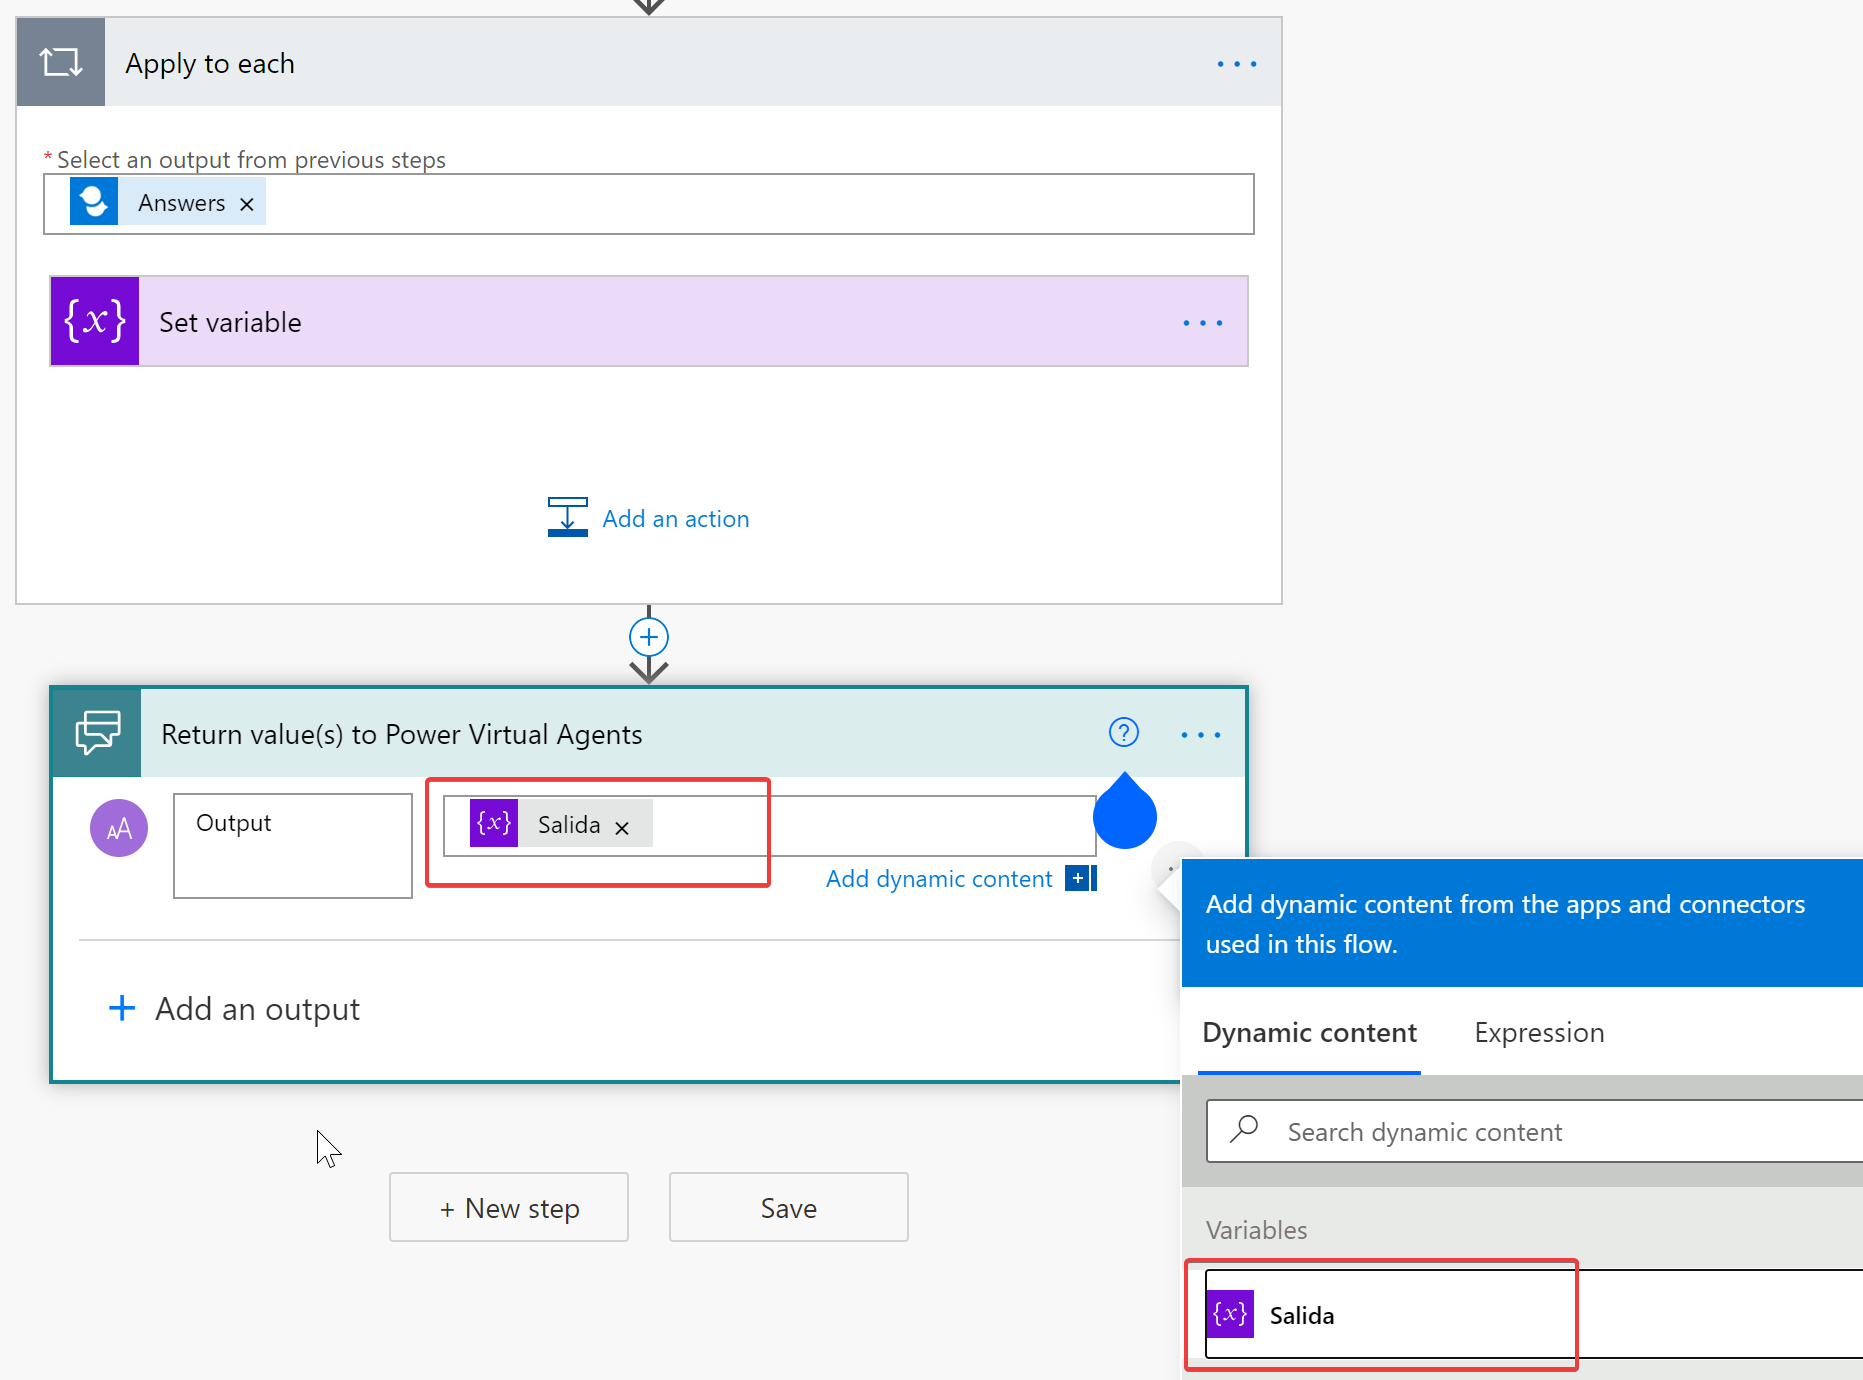 Apply to each
* Select an output from previous steps
Answers ×
{x} Set variable
Add an action
Return value(s) to Power Virtual Agents ?
AA Output {x} Salida ×
Add dynamic content +
Add an output
+ New step
Save
Add dynamic content from the apps and connectors
used in this flow.
Dynamic content Expression
Search dynamic content
Variables
{x} Salida